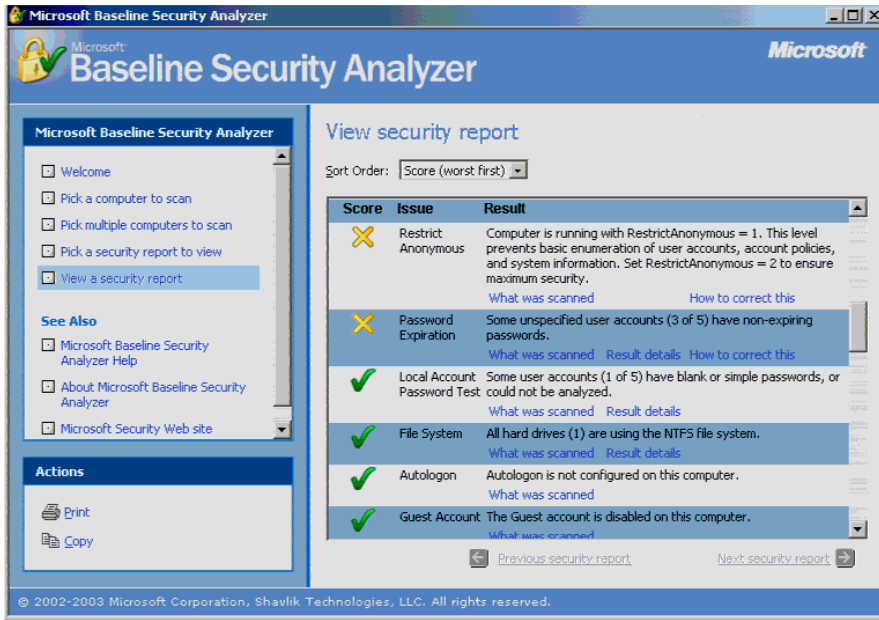 Microsoft Baseline Security Analyzer
Microsoft
Baseline Security Analyzer
Microsoft
Microsoft Baseline Security Analyzer
Welcome
Pick a computer to scan
Pick multiple computers to scan
Pick a security report to view
View a security report
See Also
Microsoft Baseline Security
Analyzer Help
About Microsoft Baseline Security
Analyzer
Microsoft Security Web site
Actions
Print
Copy
View security report
Sort Order: Score (worst first)
Score Issue Result
Restrict
Anonymous
Computer is running with RestrictAnonymous = 1. This level
prevents basic enumeration of user accounts, account policies,
and system information. Set RestrictAnonymous = 2 to ensure
maximum security.
What was scanned How to correct this
Password
Expiration
Some unspecified user accounts (3 of 5) have non-expiring
passwords.
What was scanned Result details How to correct this
Local Account
Password Test
Some user accounts (1 of 5) have blank or simple passwords, or
could not be analyzed.
What was scanned Result details
File System
All hard drives (1) are using the NTFS file system.
What was scanned Result details
Autologon
Autologon is not configured on this computer.
What was scanned
Guest Account
The Guest account is disabled on this computer.
What was scanned
Previous security report Next security report
© 2002-2003 Microsoft Corporation, Shavlik Technologies, LLC. All rights reserved.